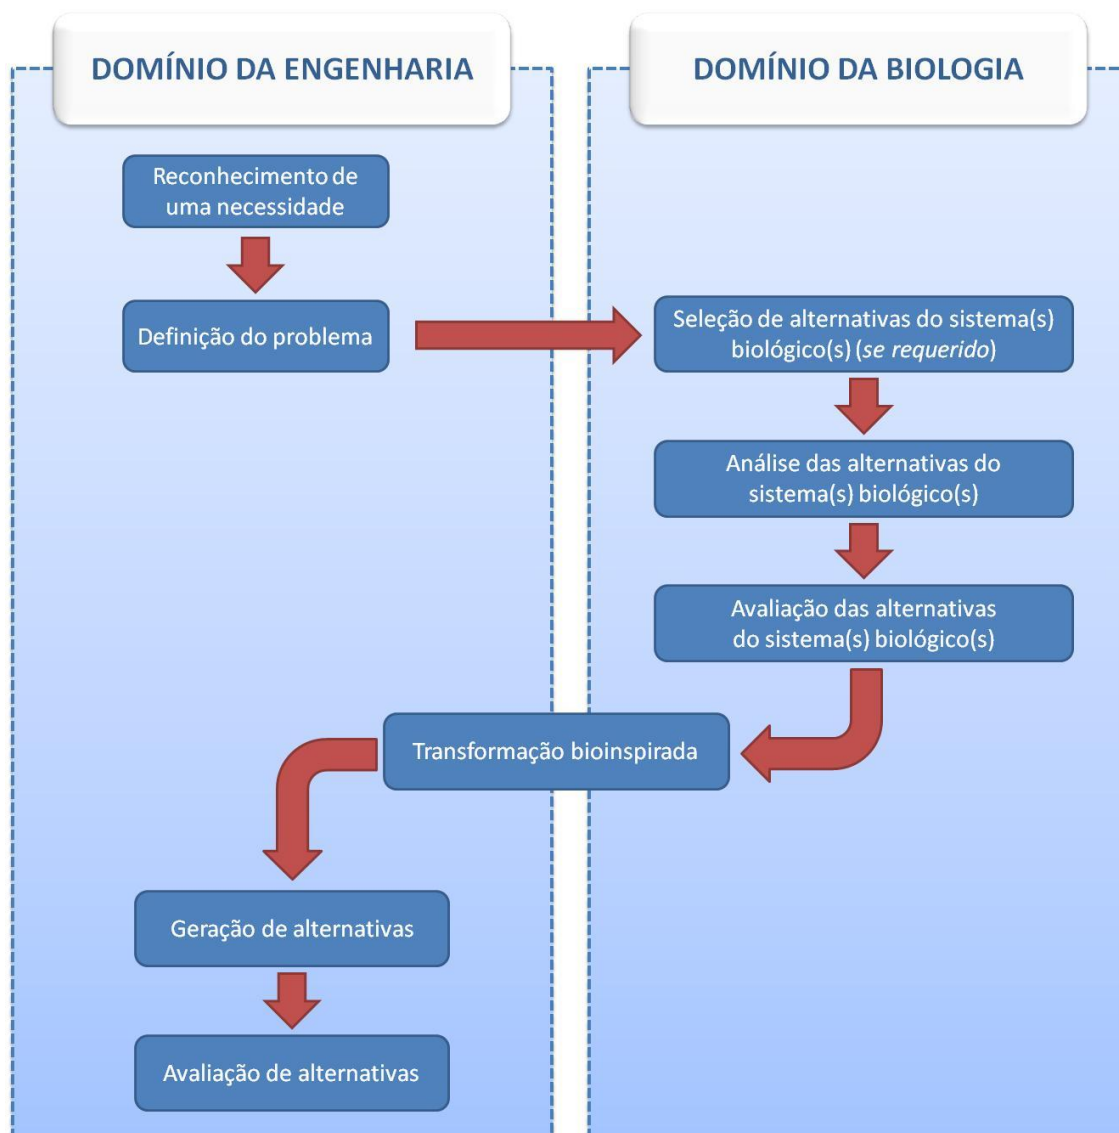 DOMÍNIO DA ENGENHARIA
DOMÍNIO DA BIOLOGIA
Reconhecimento de
uma necessidade
Definição do problema
Seleção de alternativas do sistema(s)
biológico(s) (se requerido)
Análise das alternativas do
sistema(s) biológico(s)
Avaliação das alternativas
do sistema(s) biológico(s)
Transformação bioinspirada
Geração de alternativas
Avaliação de alternativas